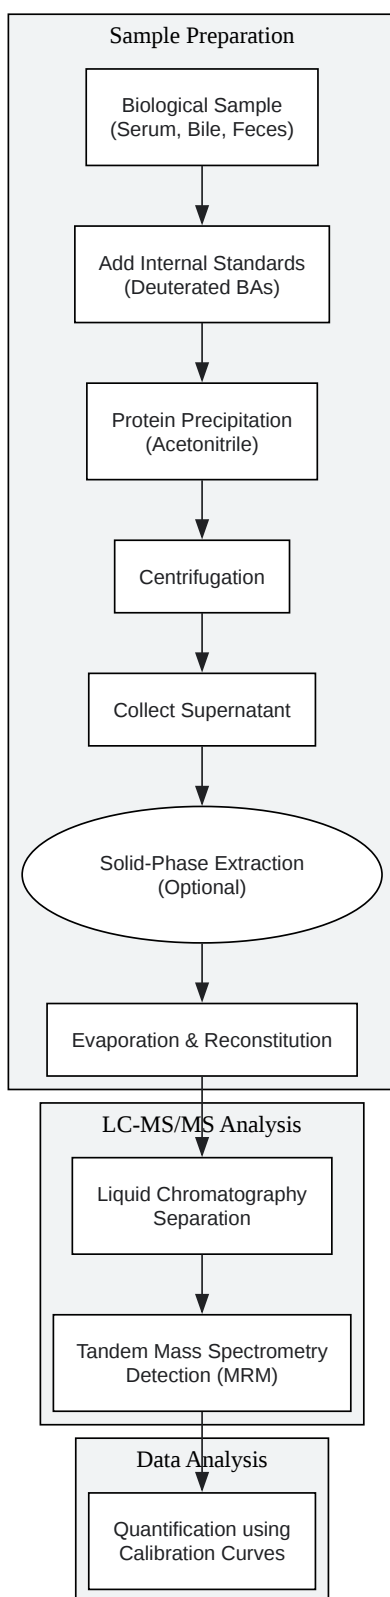 Sample Preparation
Biological Sample
(Serum, Bile, Feces)
Add Internal Standards
(Deuterated BAs)
Protein Precipitation
(Acetonitrile)
Centrifugation
Collect Supernatant
Solid-Phase Extraction
(Optional)
Evaporation & Reconstitution
LC-MS/MS Analysis
Liquid Chromatography
Separation
Tandem Mass Spectrometry
Detection (MRM)
Data Analysis
Quantification using
Calibration Curves